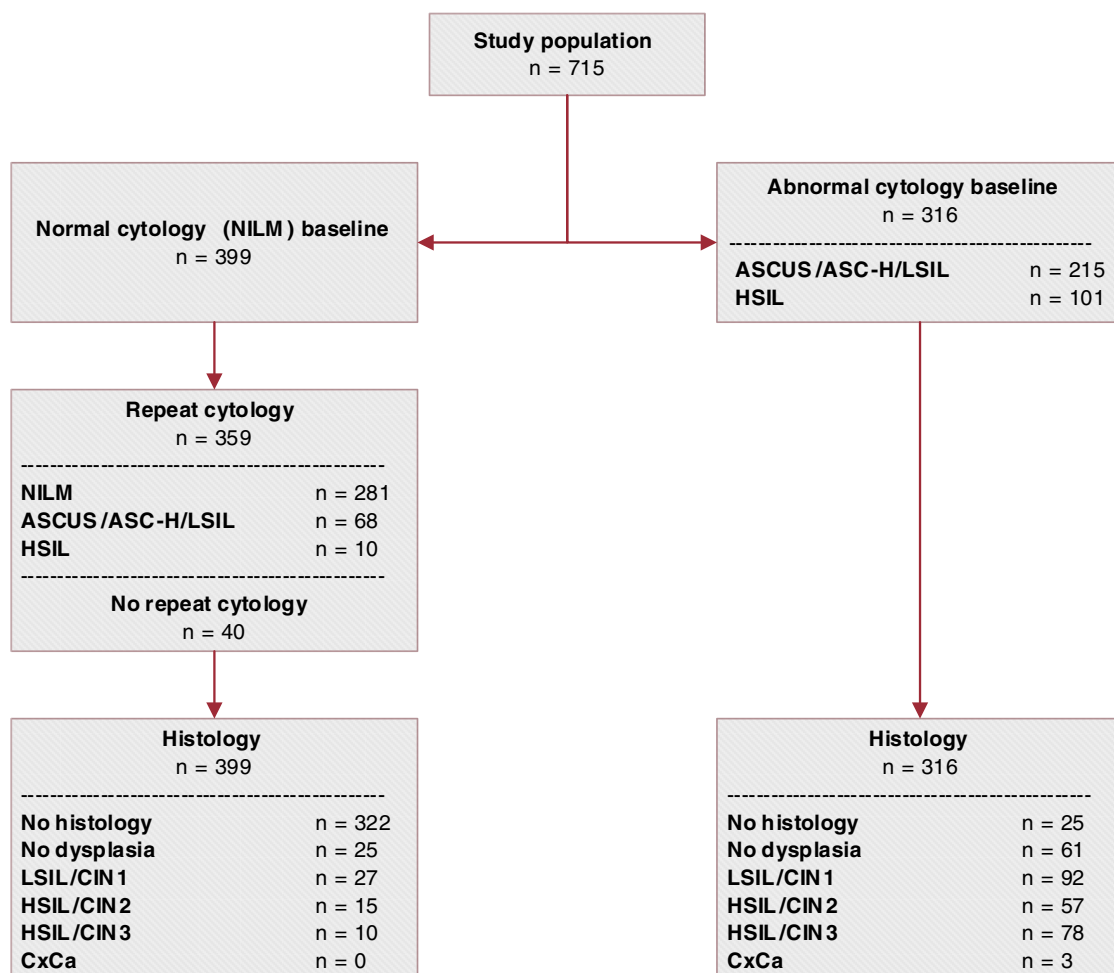 Study population
n = 715
Normal cytology (NILM) baseline
n = 399
Abnormal cytology baseline
n = 316
------------------------------------------------
ASCUS/ASC-H/LSIL n = 215
HSIL n = 101
Repeat cytology
n = 359
------------------------------------------------
NILM n = 281
ASCUS/ASC-H/LSIL n = 68
HSIL n = 10
------------------------------------------------
No repeat cytology
n = 40
Histology
n = 399
------------------------------------------------
No histology n = 322
No dysplasia n = 25
LSIL/CIN1 n = 27
HSIL/CIN2 n = 15
HSIL/CIN3 n = 10
CxCa n = 0
Histology
n = 316
------------------------------------------------
No histology n = 25
No dysplasia n = 61
LSIL/CIN1 n = 92
HSIL/CIN2 n = 57
HSIL/CIN3 n = 78
CxCa n = 3